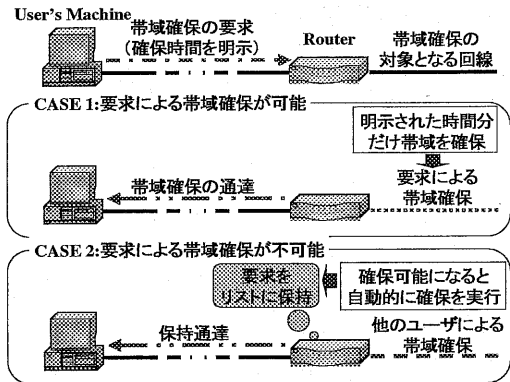 User's Machine
帯域確保の要求
(確保時間を明示)
Router
帯域確保の
対象となる回線
CASE 1:要求による帯域確保が可能
明示された時間分
だけ帯域を確保
帯域確保の通達
要求による
帯域確保
CASE 2:要求による帯域確保が不可能
要求を
リストに保持
確保可能になると
自動的に確保を実行
保持通達
他のユーザによる
帯域確保